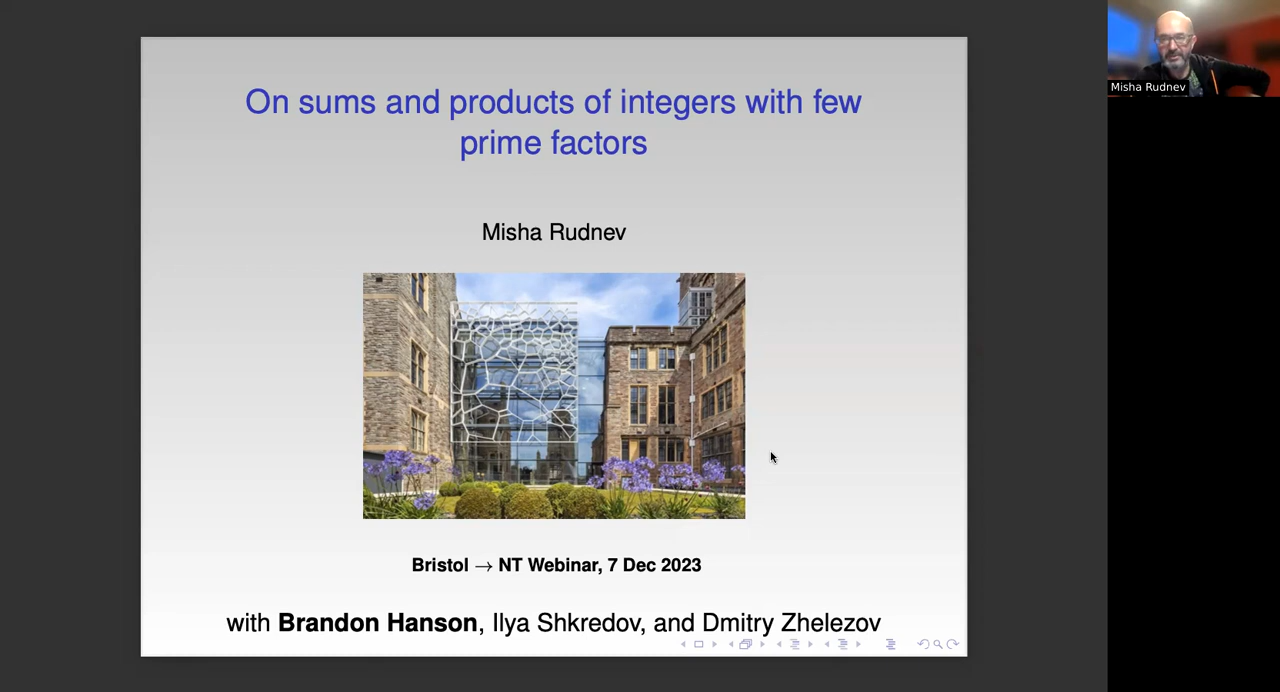 On sums and products of integers with few
prime factors
Misha Rudnev
Bristol → NT Webinar, 7 Dec 2023
with Brandon Hanson, Ilya Shkredov, and Dmitry Zhelezov
Misha Rudnev